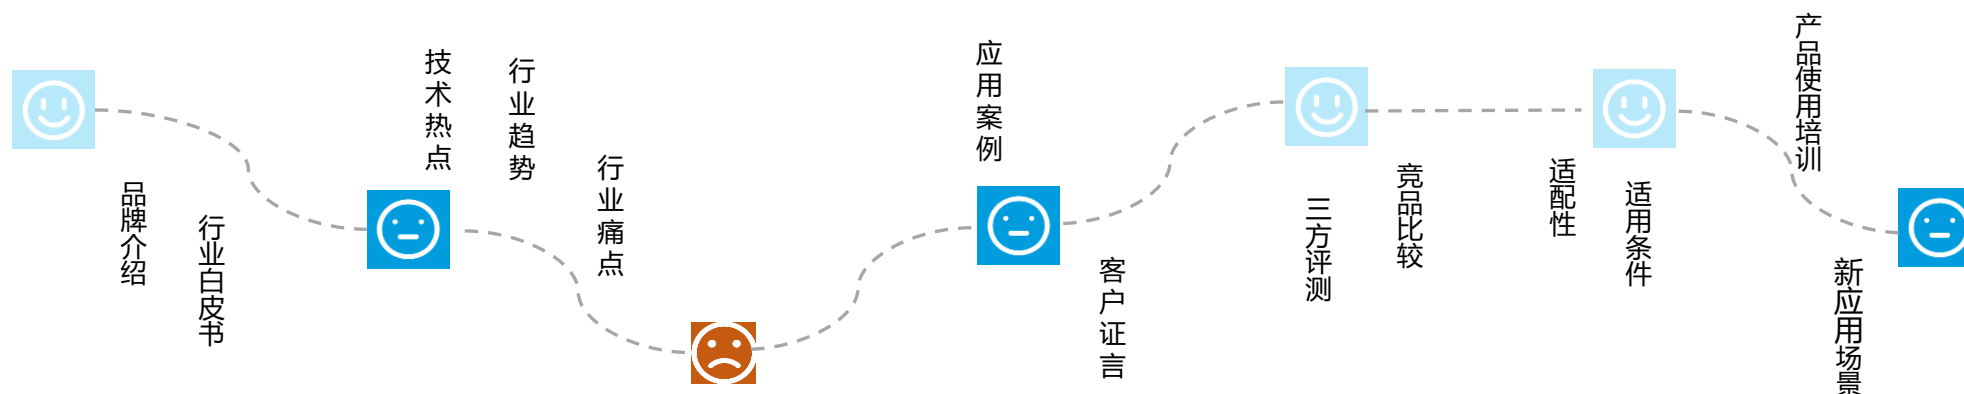 品牌介绍
行业白皮书
技术热点
行业趋势
行业痛点
应用案例
客户证言
三方评测
竞品比较
适配性
适用条件
产品使用培训
新应用场景